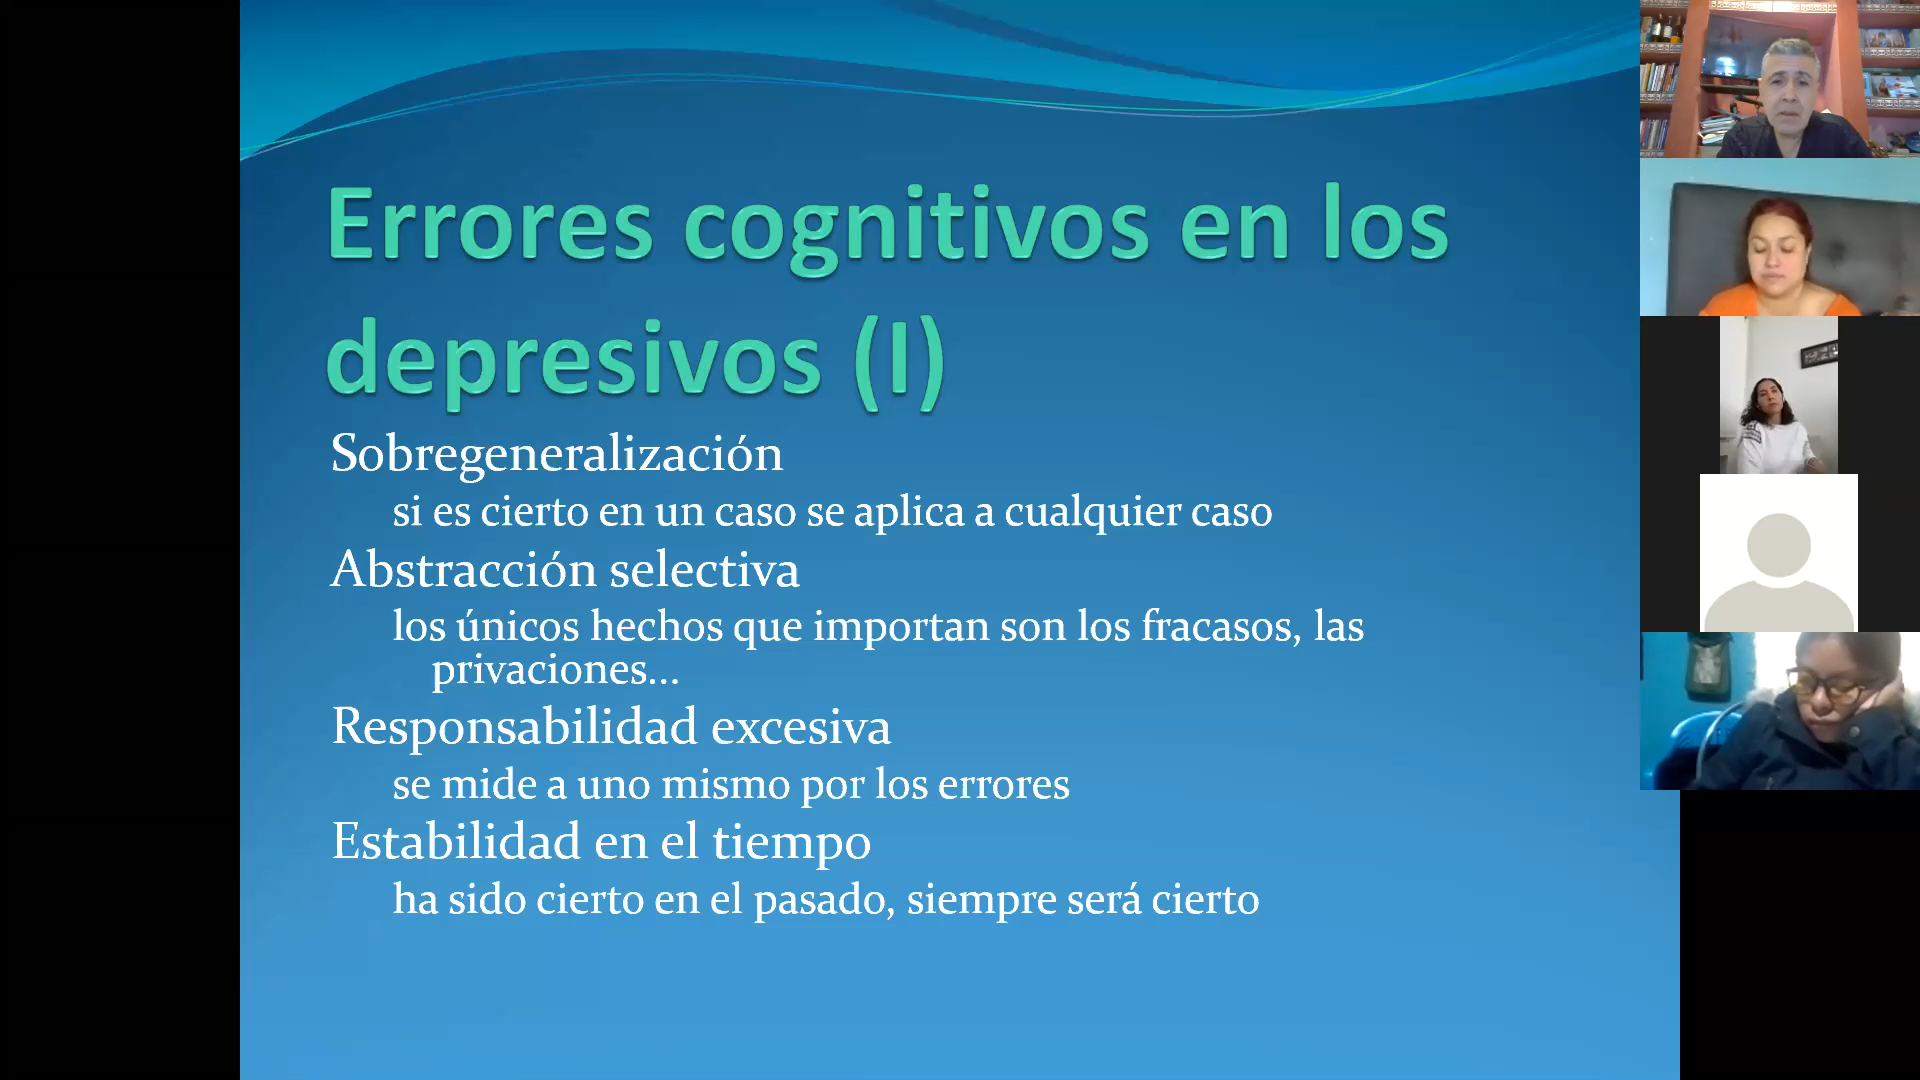 Errores cognitivos en los
depresivos (I)
Sobregeneralización
si es cierto en un caso se aplica a cualquier caso
Abstracción selectiva
los únicos hechos que importan son los fracasos, las
privaciones...
Responsabilidad excesiva
se mide a uno mismo por los errores
Estabilidad en el tiempo
ha sido cierto en el pasado, siempre será cierto